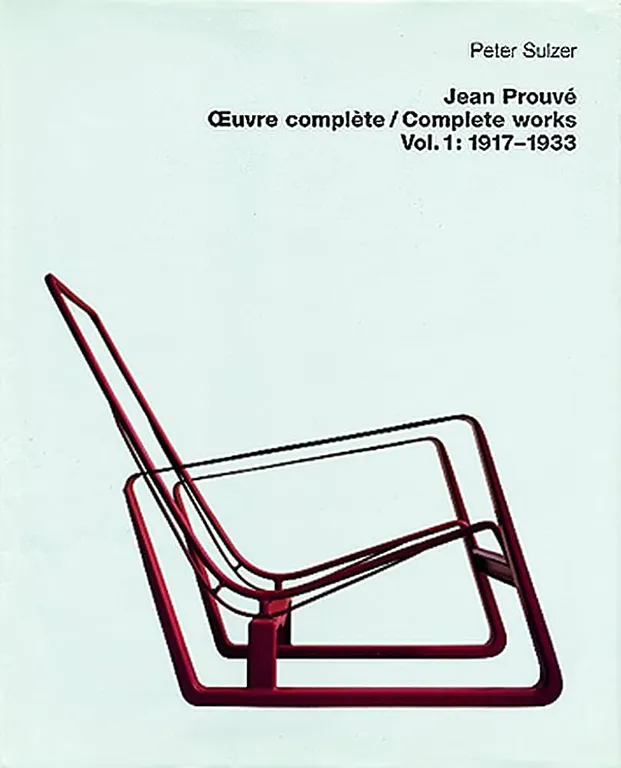 Peter Sulzer
Jean Prouvé
Œuvre complète / Complete works
Vol. 1: 1917–1933